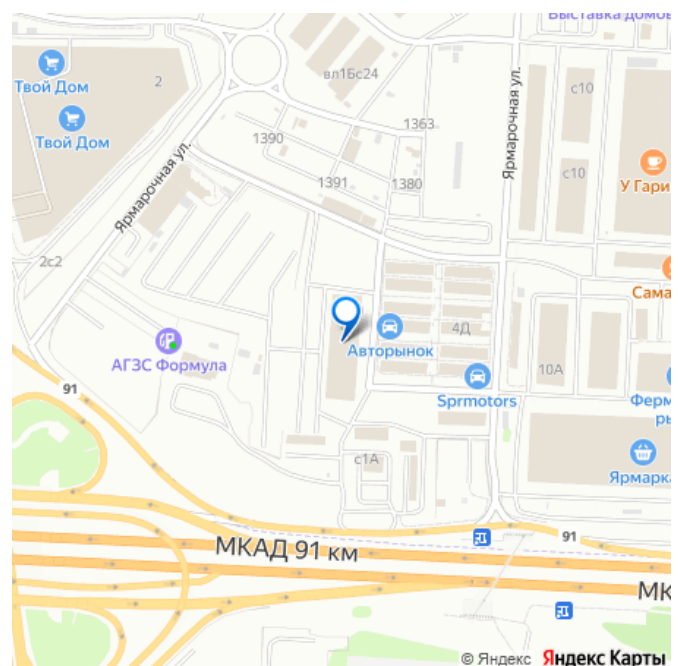 Выставка домов
Твой Дом
2
вл1Бс24
с10
Твой Дом
1363
1390
Ярмарочная ул.
Ярмарочная ул.
1391
1380
с10
У Гари
2с2
Сама
Авторынок
4Д
АГЗС Формула
10А
91
Sprmotors
Ферм
ры
с1А
Ярмарка
91
МКАД 91 км
МК
© Яндекс Яндекс Карты